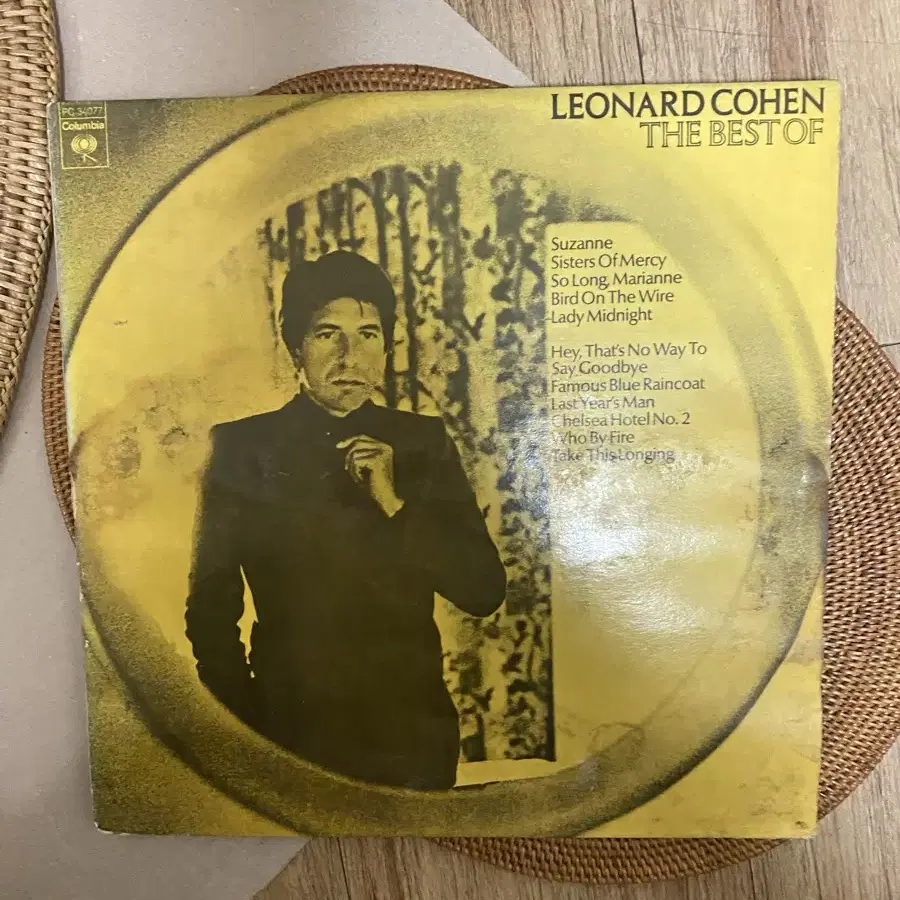 PC 34077
Columbia
LEONARD COHEN
THE BEST OF
Suzanne
Sisters Of Mercy
So Long, Marianne
Bird On The Wire
Lady Midnight
Hey, That's No Way To
Say Goodbye
Famous Blue Raincoat
Last Year's Man
Chelsea Hotel No. 2
Who By Fire
Take This Longing